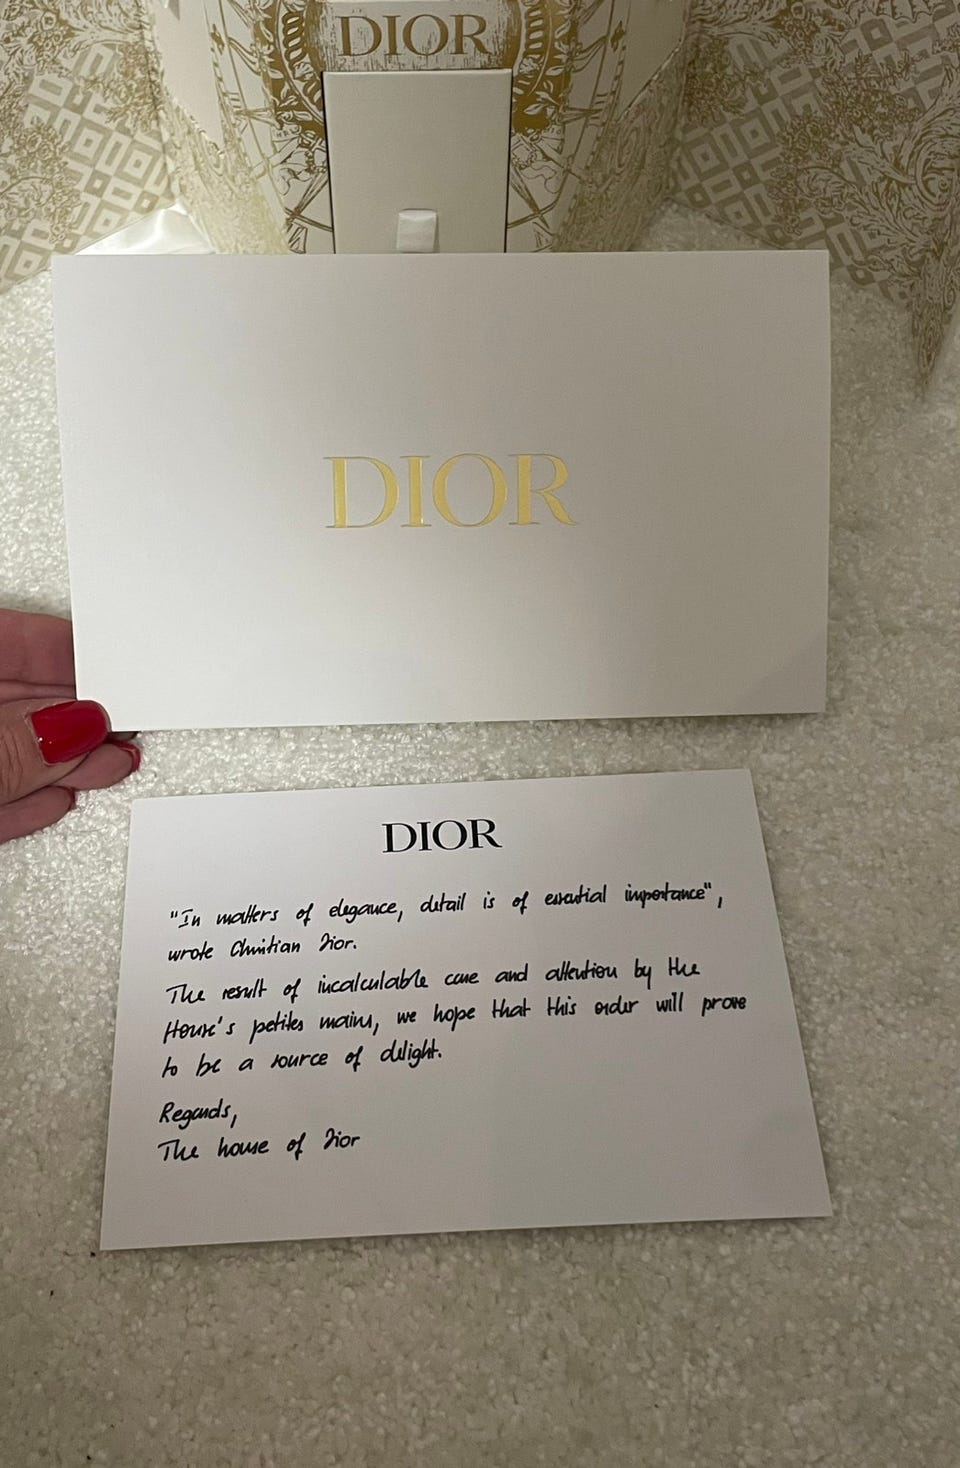 DIOR
DIOR
DIOR
"In matters of elegance, detail is of essential importance",
wrote Christian Dior.
The result of incalculable care and attention by the
House's petites mains, we hope that this order will prove
to be a source of delight.
Regards,
The house of Dior